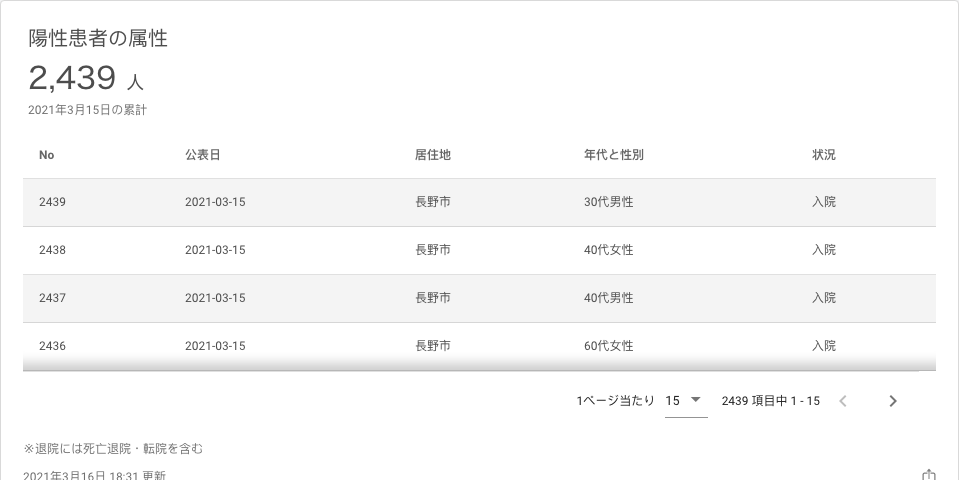 陽性患者の属性
2,439 人
2021年3月15日の累計
No 公表日 居住地 年代と性別 状況
2439 2021-03-15 長野市 30代男性 入院
2438 2021-03-15 長野市 40代女性 入院
2437 2021-03-15 長野市 40代男性 入院
2436 2021-03-15 長野市 60代女性 入院
1ページ当たり 15 2439 項目中 1 - 15
※退院には死亡退院・転院を含む
2021年3月16日 18:31 更新